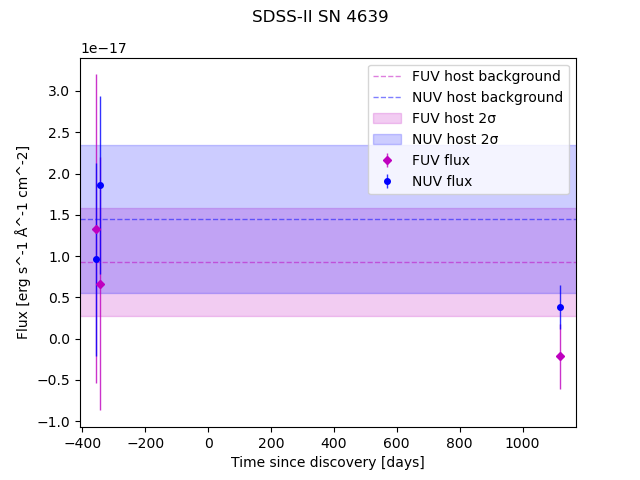 SDSS-II SN 4639
1e−17
FUV host background
NUV host background
FUV host 2σ
NUV host 2σ
FUV flux
NUV flux
3.0
2.5
2.0
1.5
1.0
0.5
0.0
−0.5
−1.0
Flux [erg s^-1 Å^-1 cm^-2]
−400
−200
0
200
400
600
800
1000
Time since discovery [days]